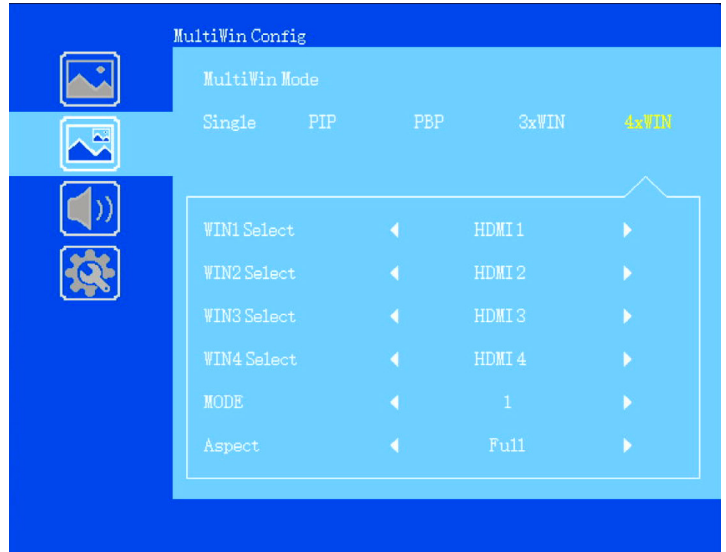 MultiWin Config
MultiWin Mode
Single PIP PBP 3xWIN 4xWIN
WIN1 Select HDMI 1
WIN2 Select HDMI 2
WIN3 Select HDMI 3
WIN4 Select HDMI 4
MODE 1
Aspect Full